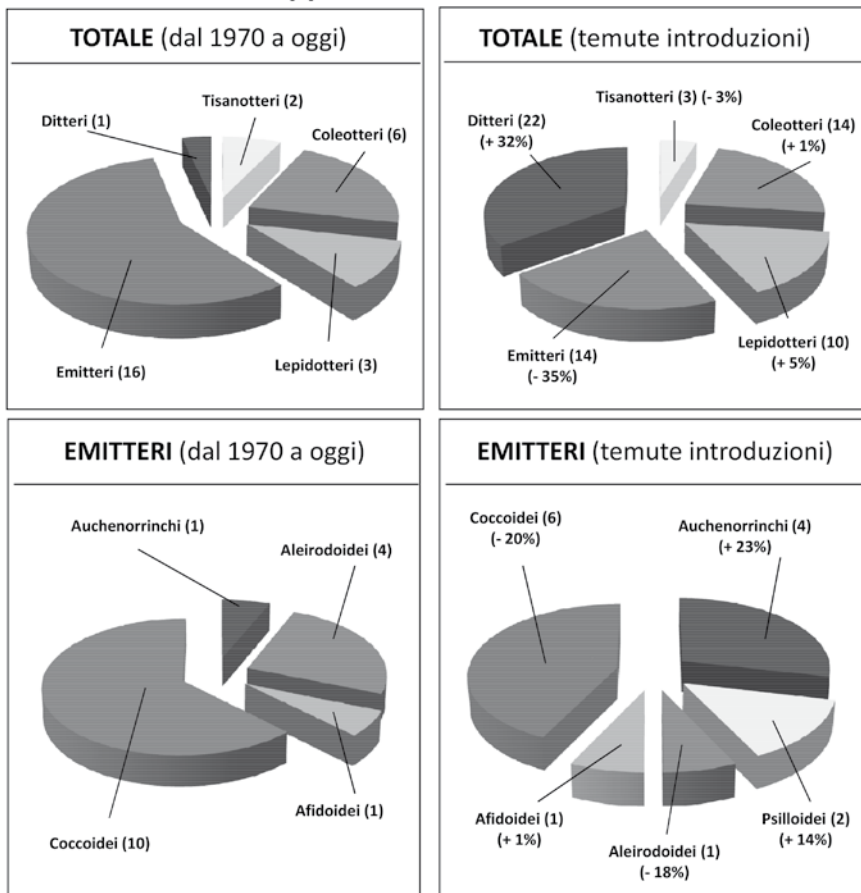 TOTALE (dal 1970 a oggi)
Ditteri (1)
Tisanotteri (2)
Coleotteri (6)
Emitteri (16)
Lepidotteri (3)
TOTALE (temute introduzioni)
Tisanotteri (3) (- 3%)
Ditteri (22)
(+ 32%)
Coleotteri (14)
(+ 1%)
Emitteri (14)
(- 35%)
Lepidotteri (10)
(+ 5%)
EMITTERI (dal 1970 a oggi)
Auchenorrinchi (1)
Aleirodoidei (4)
Coccoidei (10)
Afidoidei (1)
EMITTERI (temute introduzioni)
Coccoidei (6)
(- 20%)
Auchenorrinchi (4)
(+ 23%)
Afidoidei (1)
(+ 1%)
Aleirodoidei (1)
(- 18%)
Psilloidei (2)
(+ 14%)